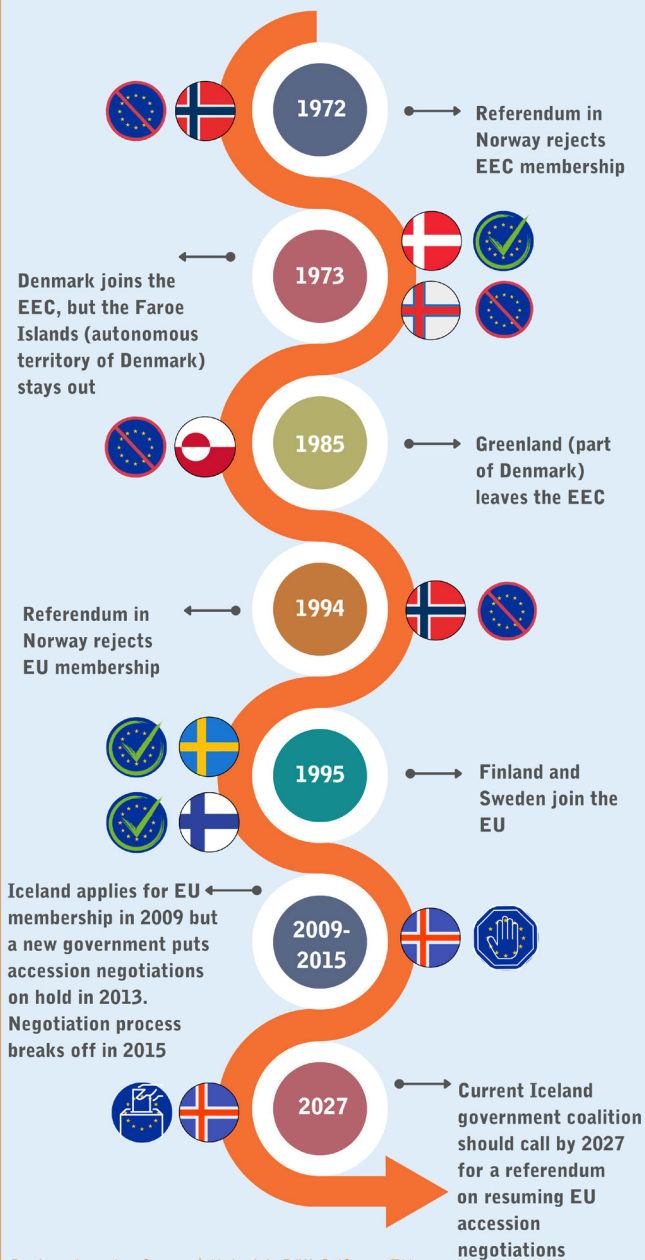 1972
Referendum in
Norway rejects
EEC membership
1973
Denmark joins the
EEC, but the Faroe
Islands (autonomous
territory of Denmark)
stays out
1985
Greenland (part
of Denmark)
leaves the EEC
1994
Referendum in
Norway rejects
EU membership
1995
Finland and
Sweden join the
EU
2009-
2015
Iceland applies for EU
membership in 2009 but
a new government puts
accession negotiations
on hold in 2013.
Negotiation process
breaks off in 2015
2027
Current Iceland
government coalition
should call by 2027
for a referendum
on resuming EU
accession
negotiations